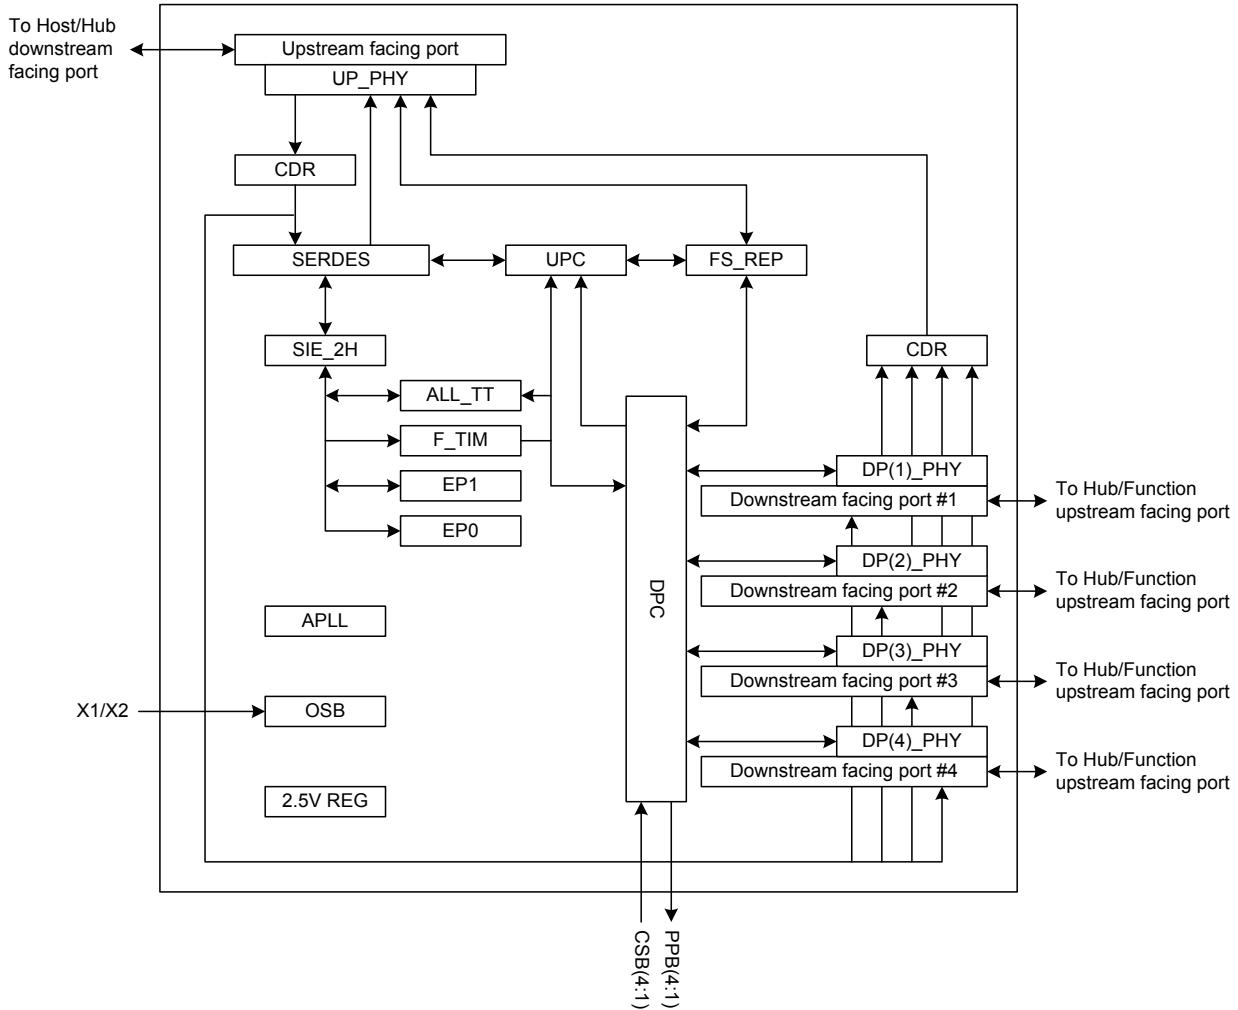 To Host/Hub
downstream
facing port
Upstream facing port
UP_PHY
CDR
SERDES
UPC
FS_REP
SIE_2H
CDR
ALL_TT
F_TIM
EP1
EP0
DPC
DP(1)_PHY
Downstream facing port #1
To Hub/Function
upstream facing port
DP(2)_PHY
Downstream facing port #2
To Hub/Function
upstream facing port
DP(3)_PHY
Downstream facing port #3
To Hub/Function
upstream facing port
DP(4)_PHY
Downstream facing port #4
To Hub/Function
upstream facing port
APLL
X1/X2
OSB
2.5V REG
CSB(4:1)
PPB(4:1)